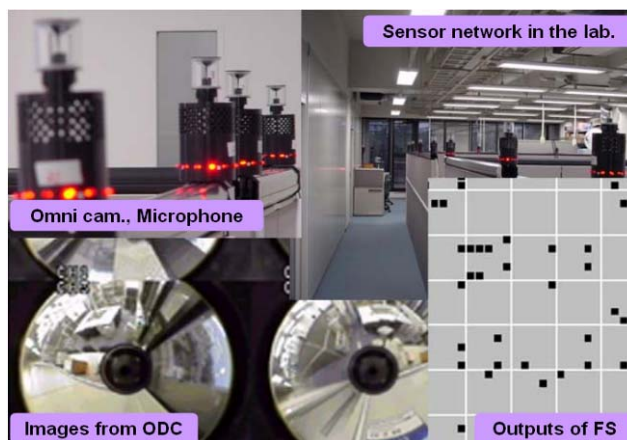 Sensor network in the lab.
Omni cam., Microphone
Images from ODC
Outputs of FS